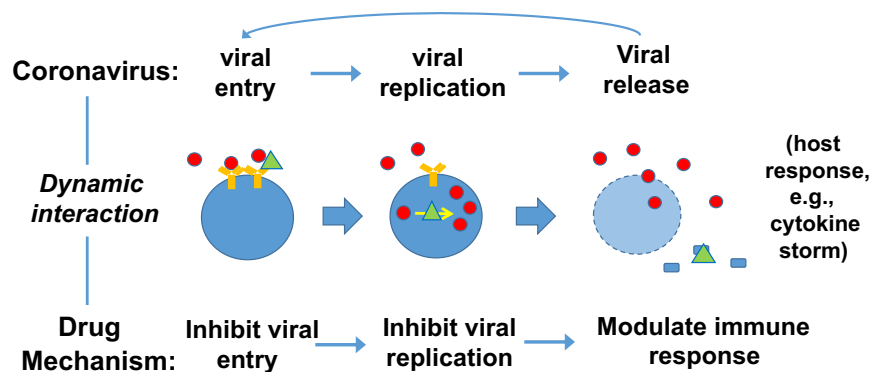 Coronavirus:
viral
entry
viral
replication
Viral
release
Dynamic
interaction
(host
response,
e.g.,
cytokine
storm)
Drug
Mechanism:
Inhibit viral
entry
Inhibit viral
replication
Modulate immune
response